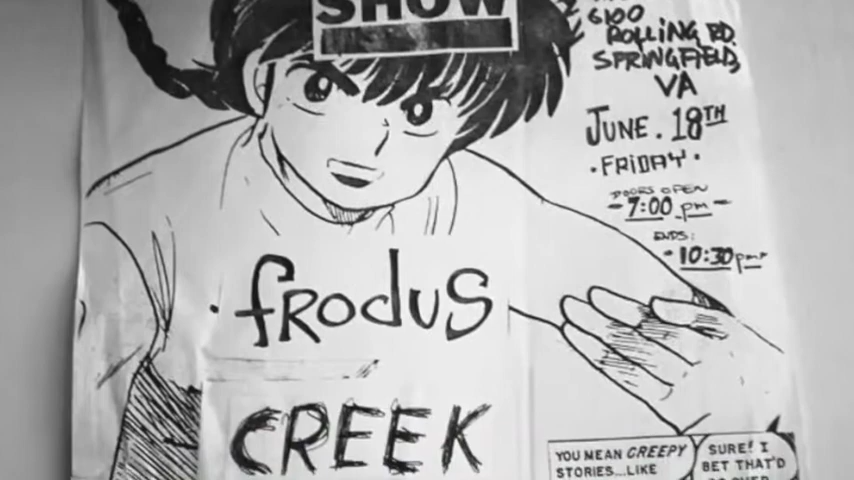 SHOW
6100
ROLLING RD.
SPRINGFIELD,
VA
JUNE. 18TH
•FRIDAY•
DOORS OPEN
- 7:00 pm -
ENDS:
• 10:30 pm •
•frodus
CREEK
YOU MEAN CREEPY
STORIES...LIKE
SURE! I
BET THAT'D